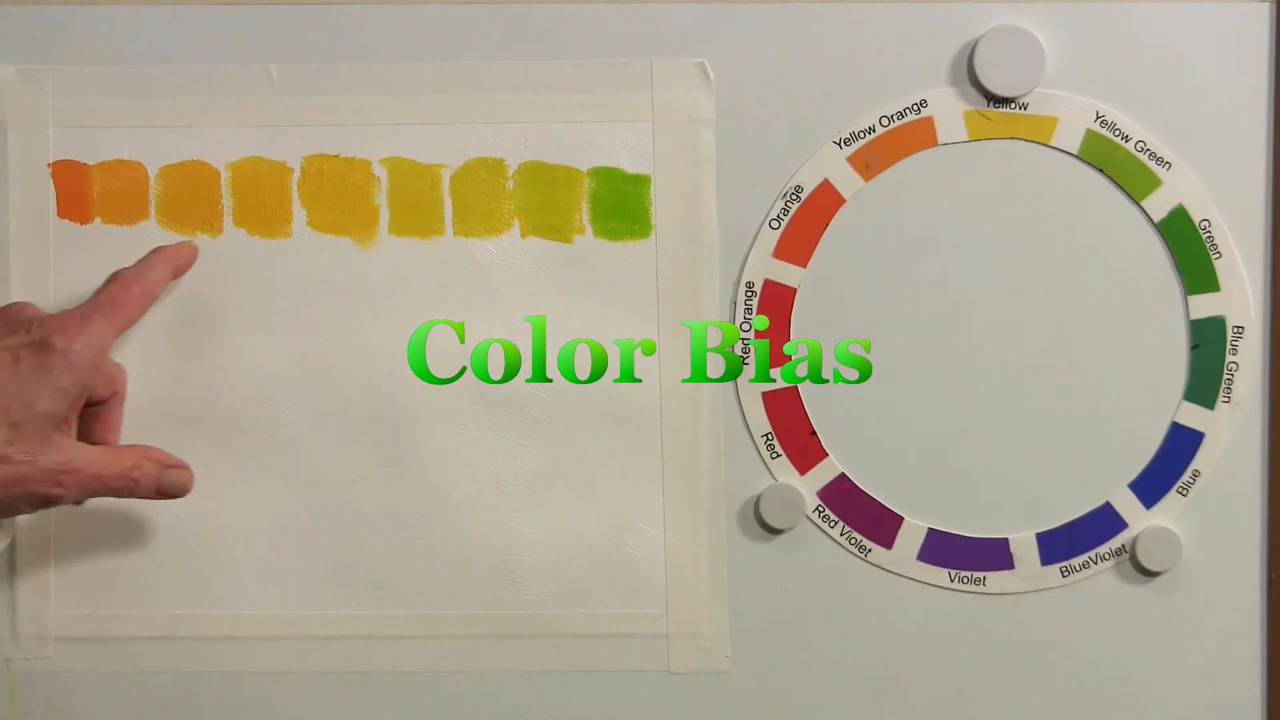 Color Bias
Yellow
Yellow Green
Green
Blue Green
Blue
BlueViolet
Violet
Red Violet
Red
Red Orange
Orange
Yellow Orange